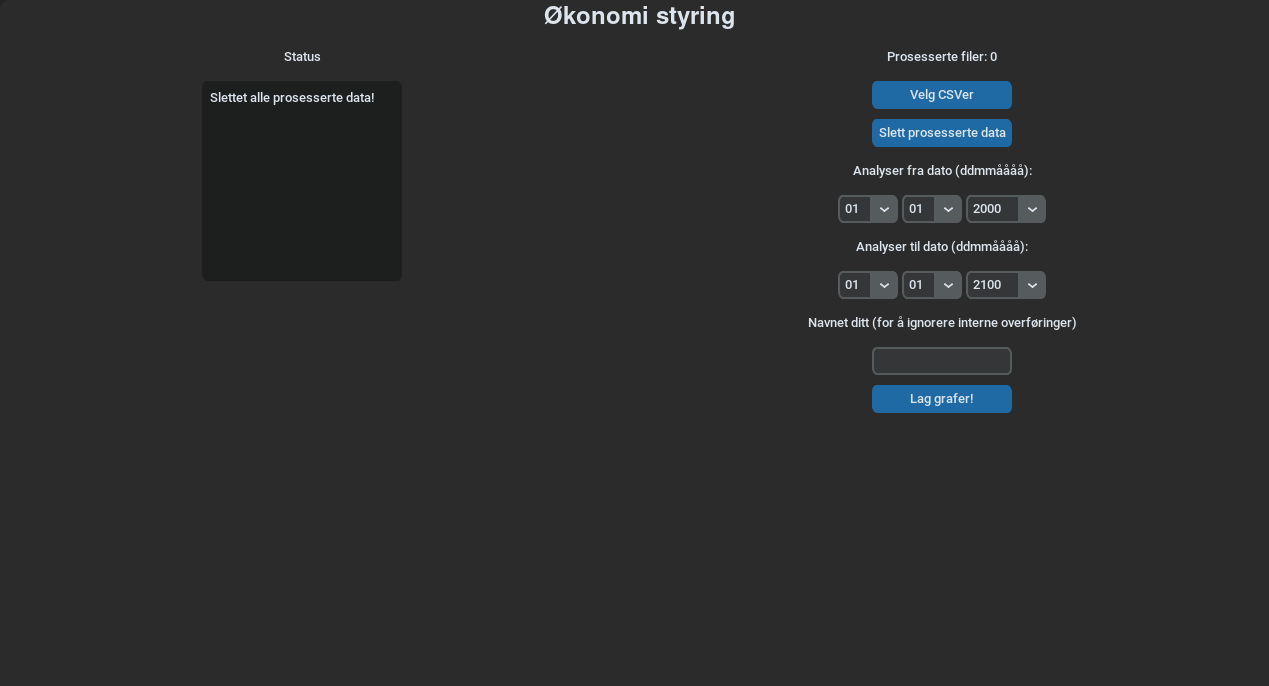 Økonomi styring
Status
Slettet alle prosesserte data!
Prosesserte filer: 0
Velg CSVer
Slett prosesserte data
Analyser fra dato (ddmmåååå):
01 01 2000
Analyser til dato (ddmmåååå):
01 01 2100
Navnet ditt (for å ignorere interne overføringer)
Lag grafer!